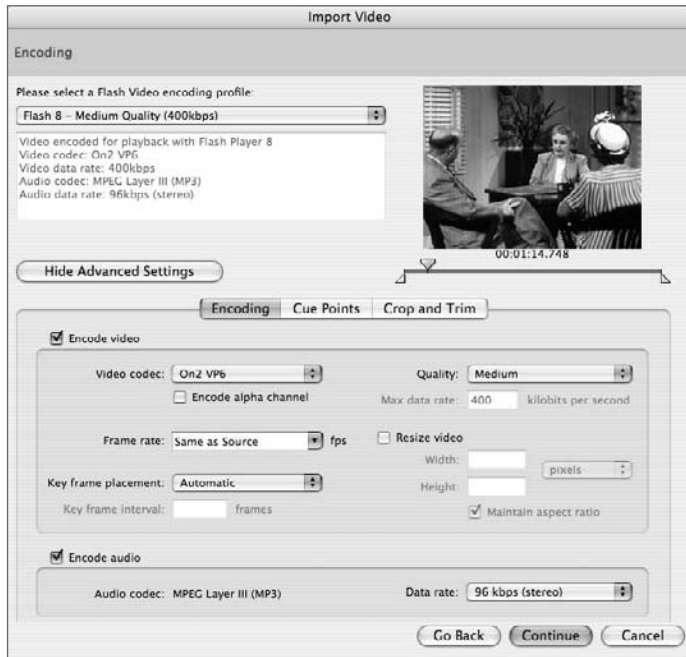 Import Video
Encoding
Please select a Flash Video encoding profile:
Flash 8 – Medium Quality (400kbps)
Video encoded for playback with Flash Player 8
Video codec: On2 VP6
Video data rate: 400kbps
Audio codec: MPEG Layer III (MP3)
Audio data rate: 96kbps (stereo)
00:01:14.748
Hide Advanced Settings
Encoding Cue Points Crop and Trim
Encode video
Video codec: On2 VP6 Quality: Medium
Encode alpha channel Max data rate: 400 kilobits per second
Frame rate: Same as Source fps Resize video
Width: pixels
Key frame placement: Automatic Height:
Key frame interval: frames Maintain aspect ratio
Encode audio
Audio codec: MPEG Layer III (MP3) Data rate: 96 kbps (stereo)
Go Back Continue Cancel